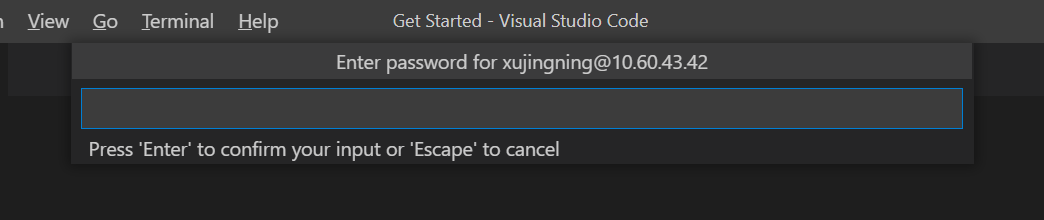 View Go Terminal Help Get Started - Visual Studio Code
Enter password for xujingning@10.60.43.42
Press 'Enter' to confirm your input or 'Escape' to cancel